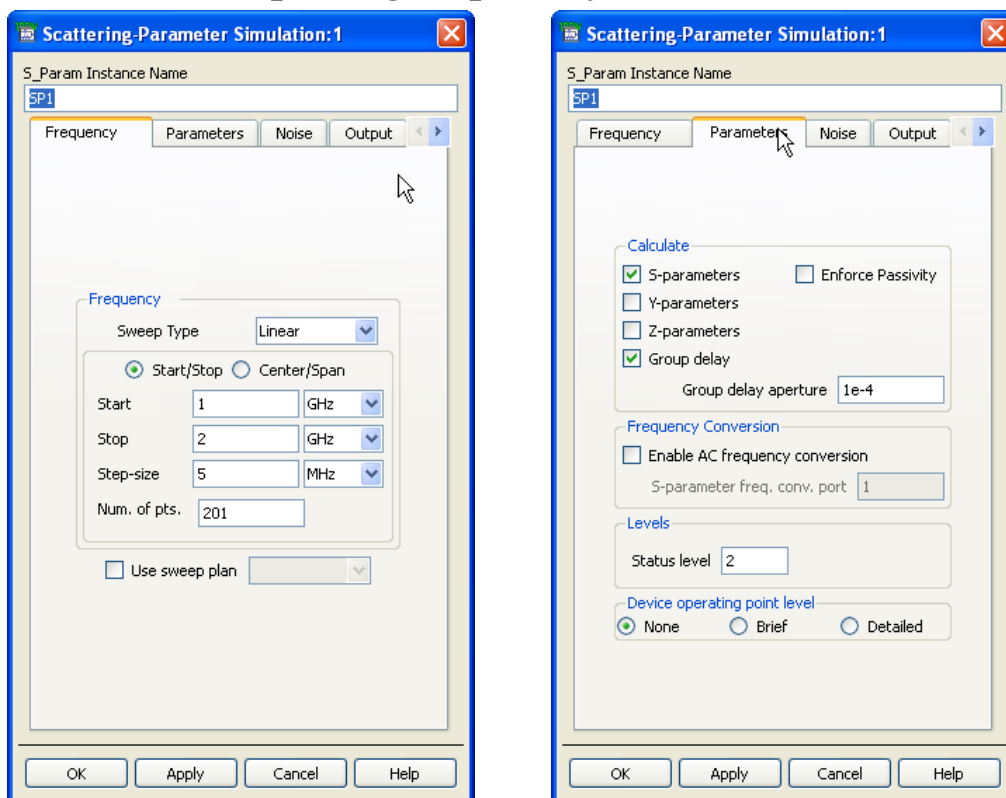 Scattering-Parameter Simulation:1
S_Param Instance Name
SP1
Frequency Parameters Noise Output
Frequency
Sweep Type Linear
Start/Stop Center/Span
Start 1 GHz
Stop 2 GHz
Step-size 5 MHz
Num. of pts. 201
Use sweep plan
OK Apply Cancel Help
Scattering-Parameter Simulation:1
S_Param Instance Name
SP1
Frequency Parameters Noise Output
Calculate
S-parameters Enforce Passivity
Y-parameters
Z-parameters
Group delay
Group delay aperture 1e-4
Frequency Conversion
Enable AC frequency conversion
S-parameter freq. conv. port 1
Levels
Status level 2
Device operating point level
None Brief Detailed
OK Apply Cancel Help